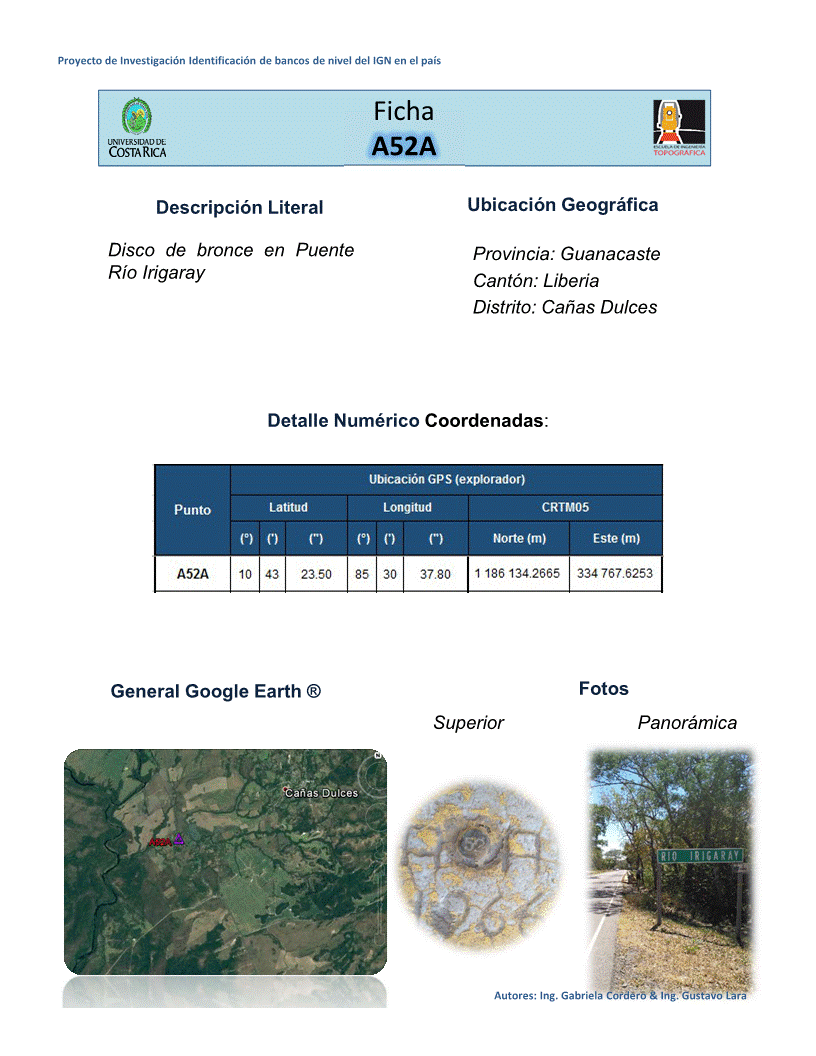 Proyecto de Investigación Identificación de bancos de nivel del IGN en el país
UNIVERSIDAD DE
COSTA RICA
Ficha
A52A
ESCUELA DE INGENIERÍA
TOPOGRÁFICA
Descripción Literal
Disco de bronce en Puente
Río Irigaray
Ubicación Geográfica
Provincia: Guanacaste
Cantón: Liberia
Distrito: Cañas Dulces
Detalle Numérico Coordenadas:
Punto
Ubicación GPS (explorador)
Latitud Longitud CRTM05
(°) (') (") (°) (') (") Norte (m) Este (m)
A52A 10 43 23.50 85 30 37.80 1 186 134.2665 334 767.6253
General Google Earth ®
Fotos
Superior Panorámica
Cañas Dulces
A52A
RIO IRIGARAY
Autores: Ing. Gabriela Cordero & Ing. Gustavo Lara